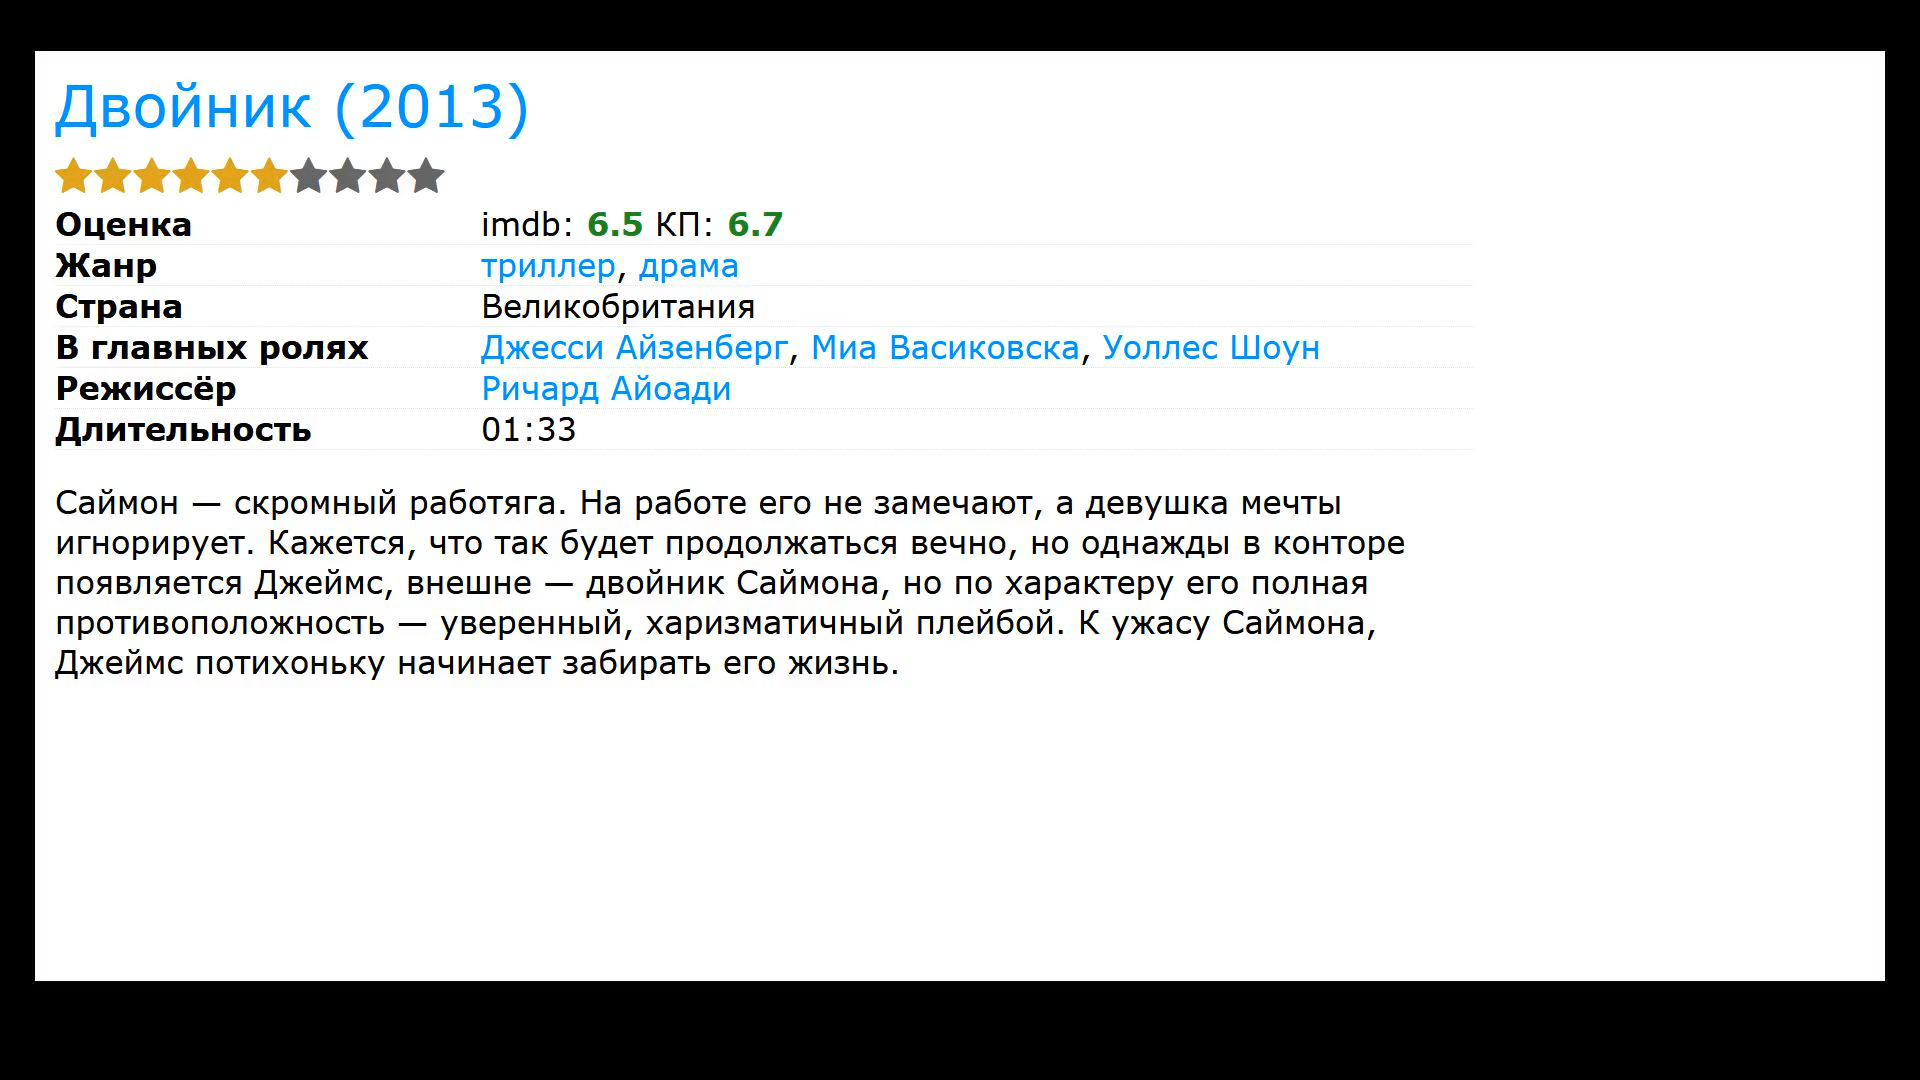 Двойник (2013)
Оценка imdb: 6.5 КП: 6.7
Жанр триллер, драма
Страна Великобритания
В главных ролях Джесси Айзенберг, Миа Васиковска, Уоллес Шоун
Режиссёр Ричард Айоади
Длительность 01:33
Саймон — скромный работяга. На работе его не замечают, а девушка мечты
игнорирует. Кажется, что так будет продолжаться вечно, но однажды в конторе
появляется Джеймс, внешне — двойник Саймона, но по характеру его полная
противоположность — уверенный, харизматичный плейбой. К ужасу Саймона,
Джеймс потихоньку начинает забирать его жизнь.